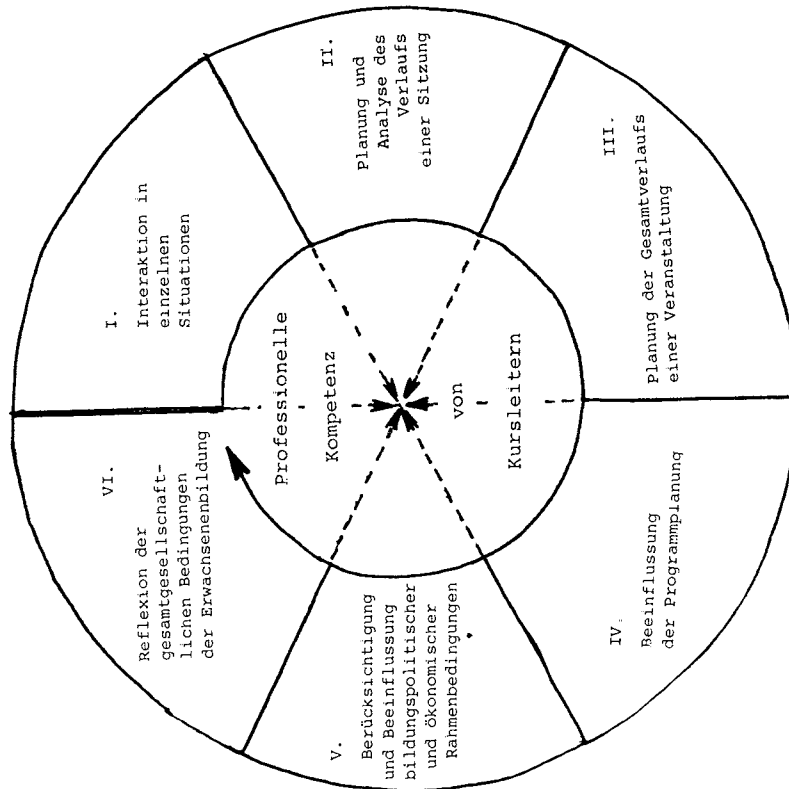 Professionelle
Kompetenz
von
Kursleitern
I.
Interaktion in
einzelnen
Situationen
II.
Planung und
Analyse des
Verlaufs
einer Sitzung
III.
Planung der Gesamtverlaufs
einer Veranstaltung
IV.
Beeinflussung
der Programmplanung
V.
Berücksichtigung
und Beeinflussung
bildungspolitischer
und ökonomischer
Rahmenbedingungen
VI.
Reflexion der
gesamtgesellschaft-
lichen Bedingungen
der Erwachsenenbildung